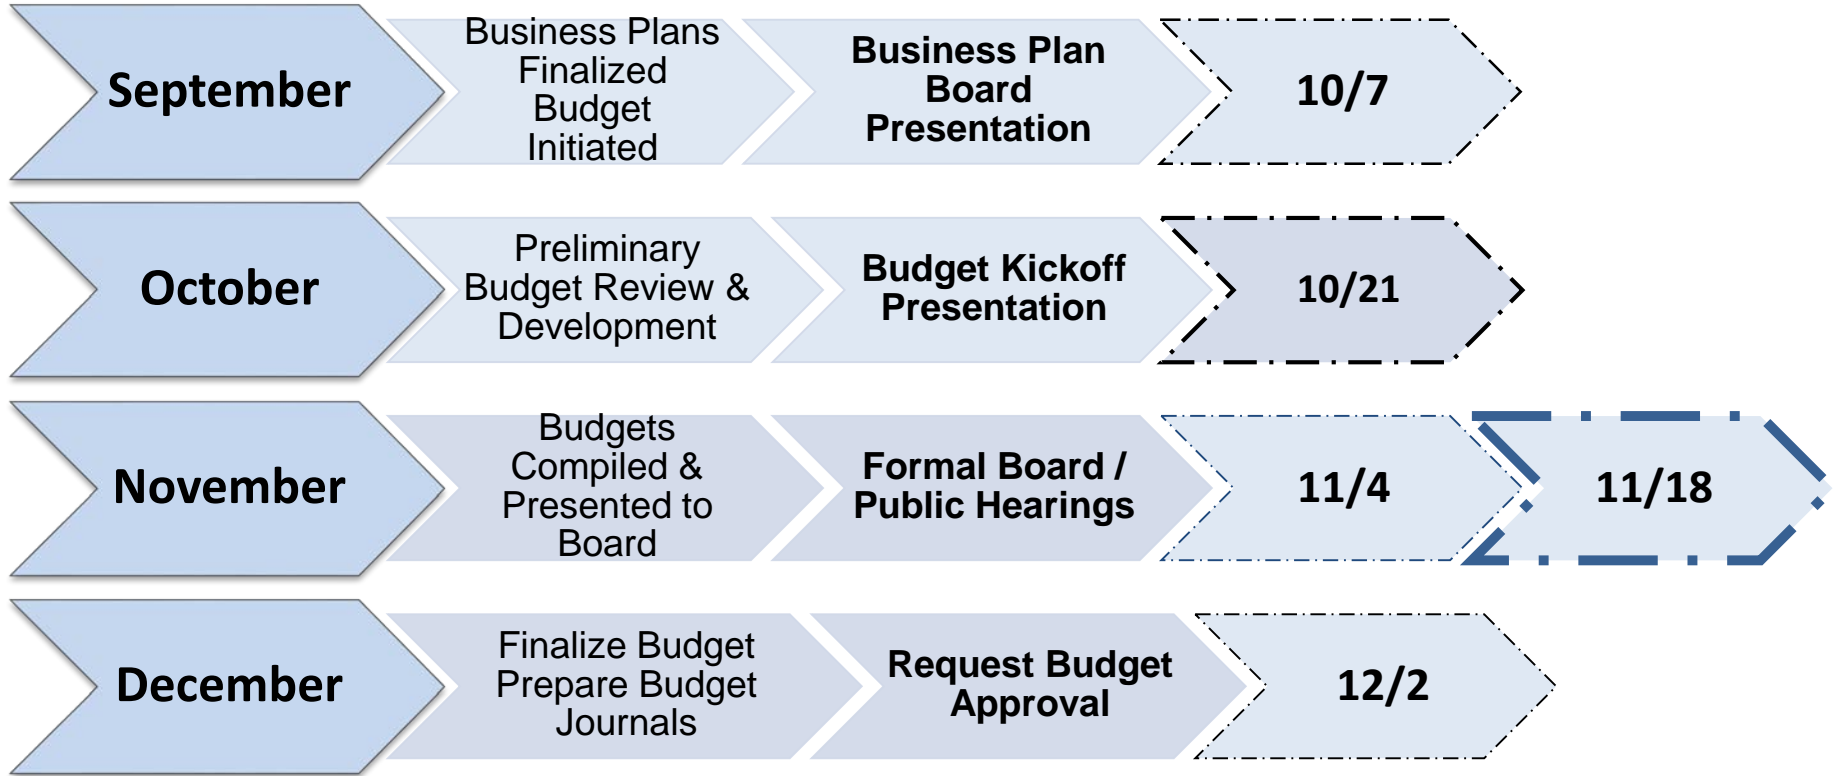 September
Business Plans
Finalized
Budget
Initiated
Business Plan
Board
Presentation
10/7
October
Preliminary
Budget Review &
Development
Budget Kickoff
Presentation
10/21
November
Budgets
Compiled &
Presented to
Board
Formal Board /
Public Hearings
11/4
11/18
December
Finalize Budget
Prepare Budget
Journals
Request Budget
Approval
12/2